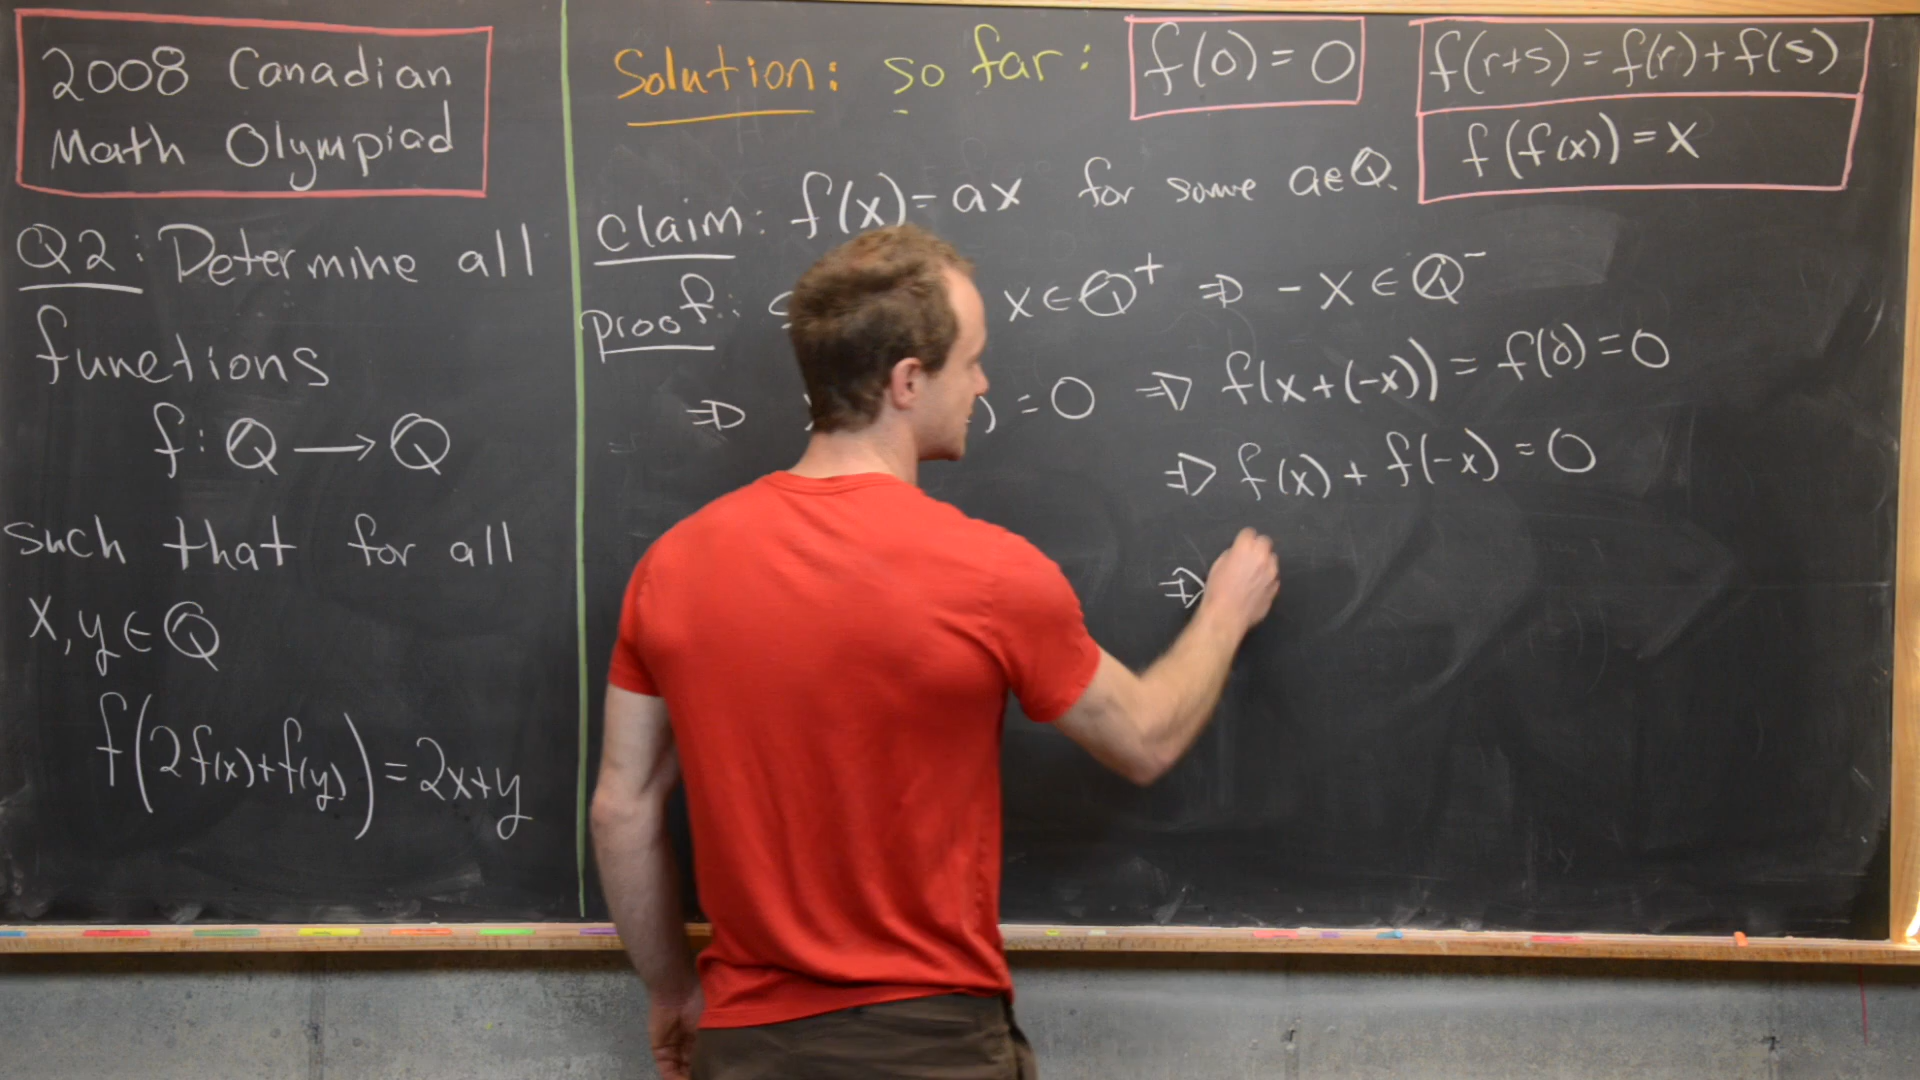 2008 Canadian
Math Olympiad
Q2: Determine all
functions
f: ℚ ⟶ ℚ
such that for all
x, y ∈ ℚ
f(2f(x)+f(y)) = 2x+y
Solution: so far: f(0) = 0
f(r+s) = f(r)+f(s)
f(f(x)) = x
Claim: f(x) = ax for some a∈ℚ.
proof: x ∈ ℚ⁺ ⇒ -x ∈ ℚ⁻
⇒ ) = 0 ⇒ f(x+(-x)) = f(0) = 0
⇒ f(x) + f(-x) = 0
⇒